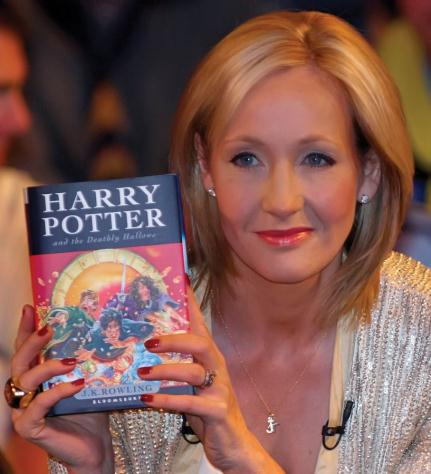 HARRY
POTTER
and the Deathly Hallows
J.K. ROWLING
BLOOMSBURY